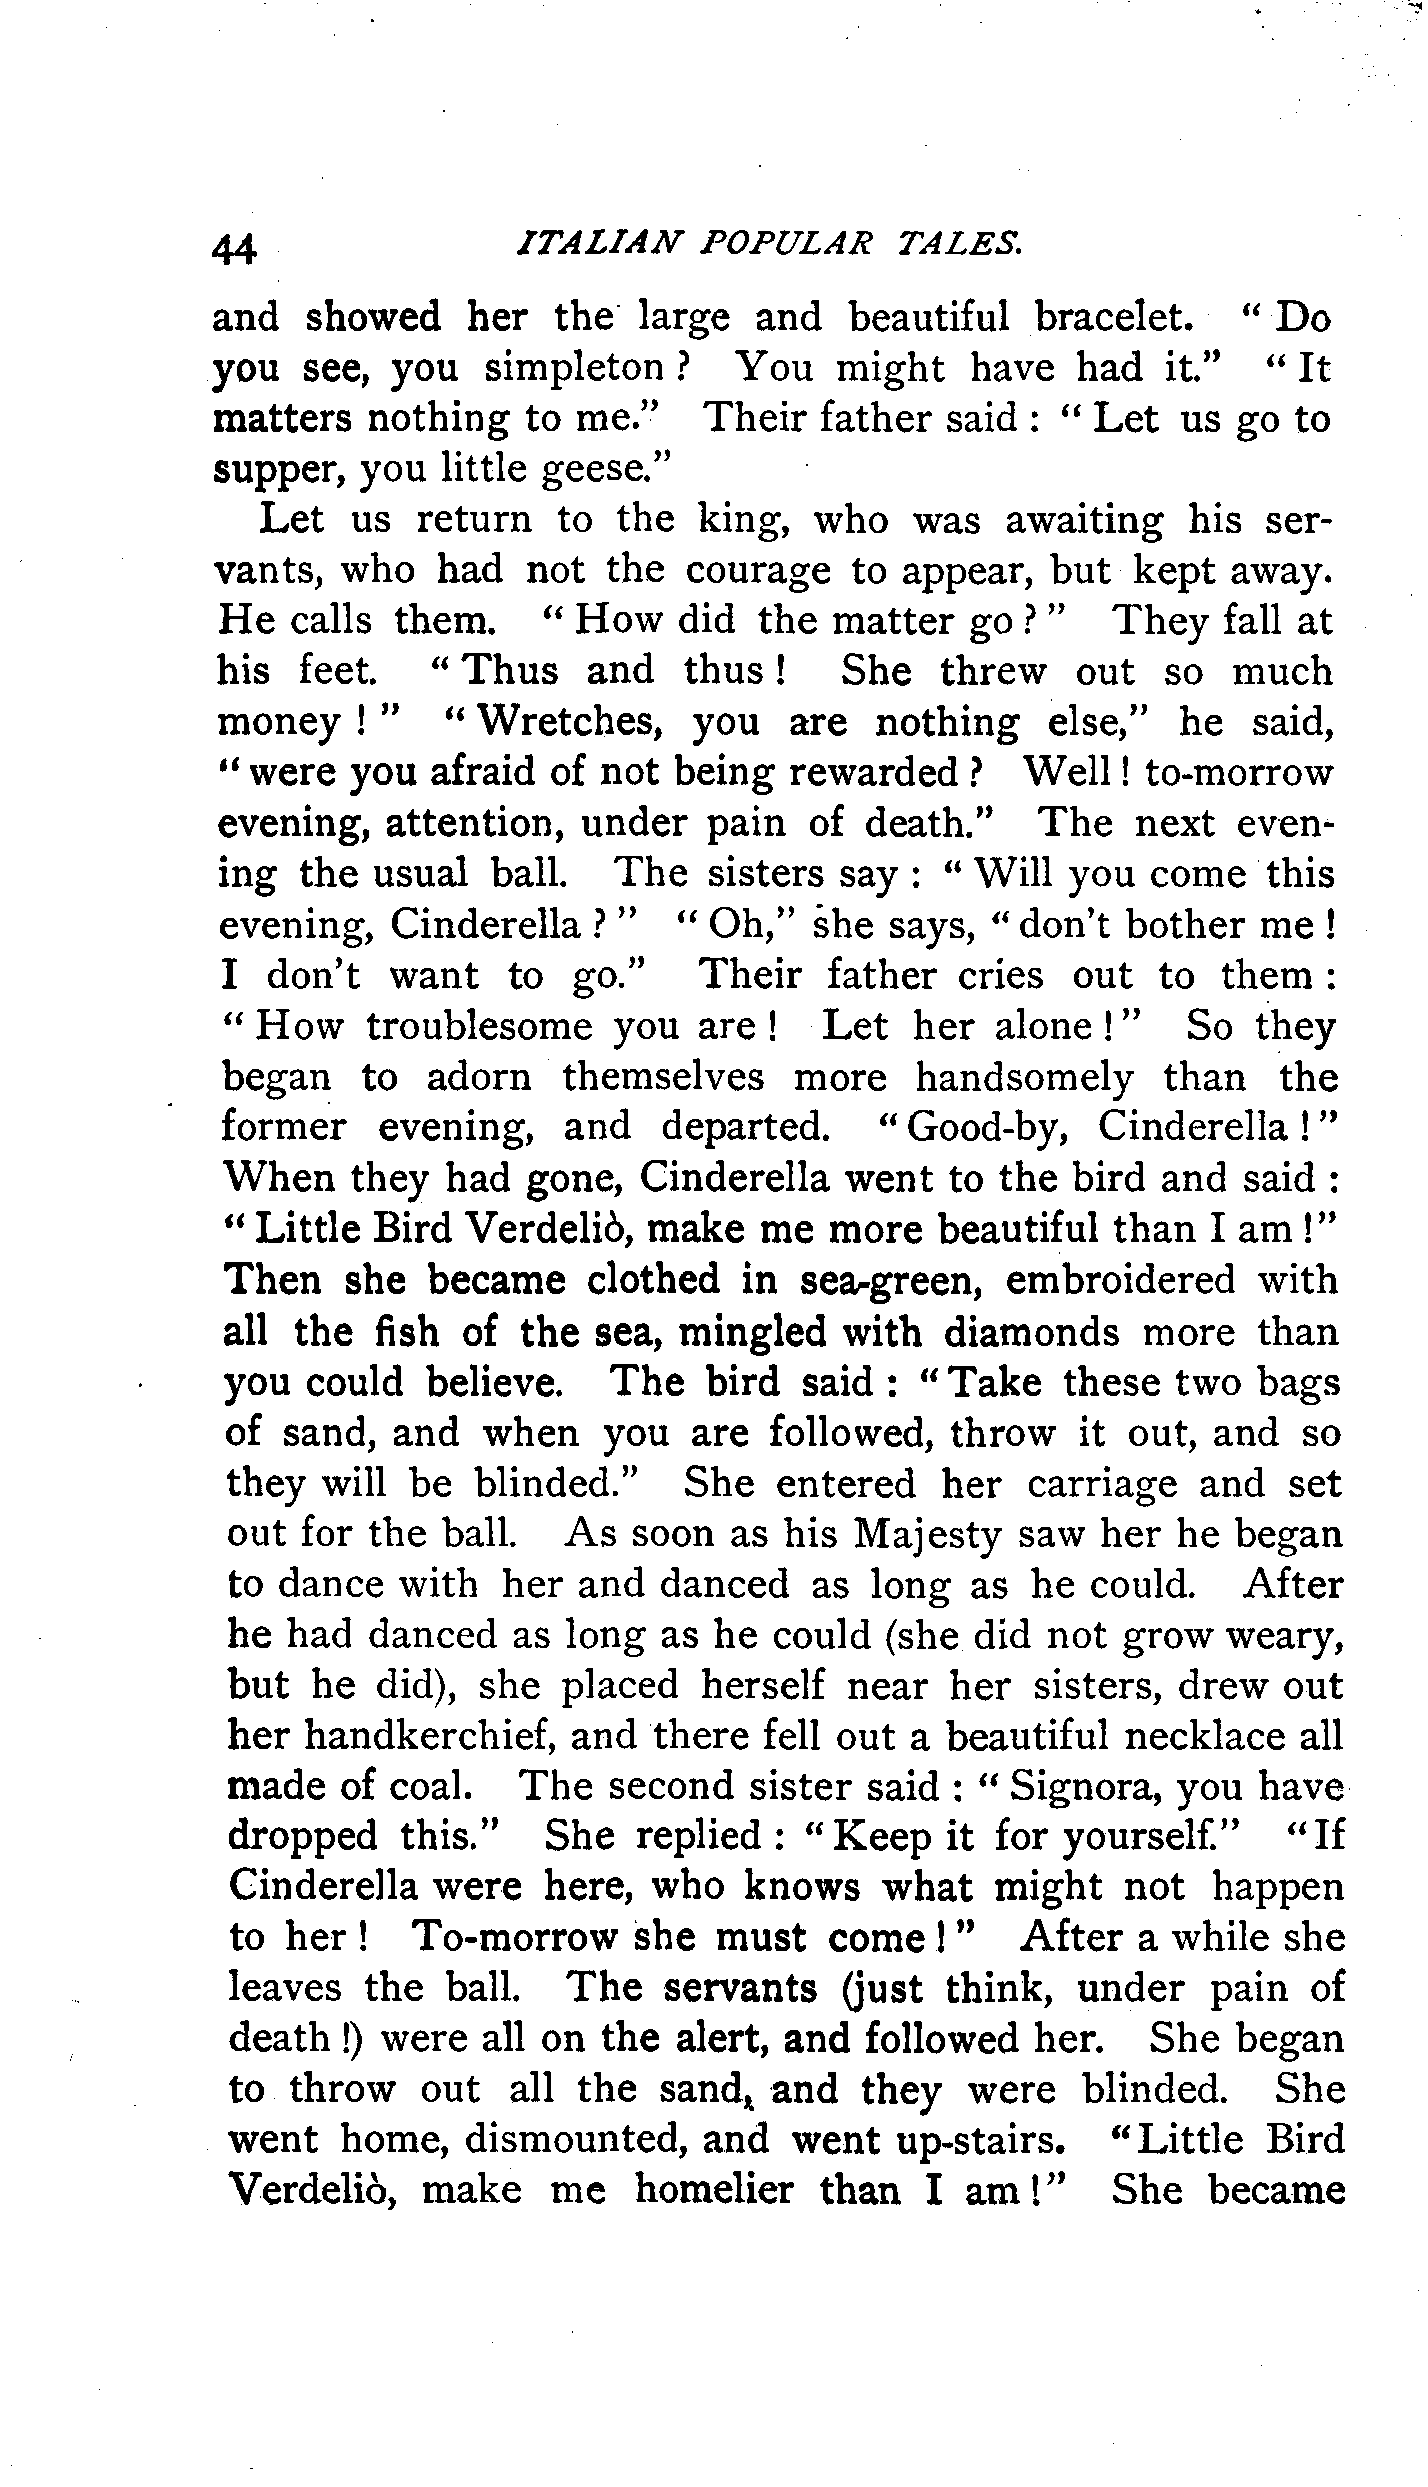 44 ITALIAN POPULAR TALES.
and showed her the large and beautiful bracelet. " Do
you see, you simpleton ? You might have had it." " It
matters nothing to me." Their father said : " Let us go to
supper, you little geese."
Let us return to the king, who was awaiting his ser-
vants, who had not the courage to appear, but kept away.
He calls them. " How did the matter go ? " They fall at
his feet. " Thus and thus ! She threw out so much
money ! " " Wretches, you are nothing else," he said,
" were you afraid of not being rewarded ? Well ! to-morrow
evening, attention, under pain of death." The next even-
ing the usual ball. The sisters say : " Will you come this
evening, Cinderella ? " " Oh," she says, " don't bother me !
I don't want to go." Their father cries out to them :
" How troublesome you are ! Let her alone ! " So they
began to adorn themselves more handsomely than the
former evening, and departed. " Good-by, Cinderella ! "
When they had gone, Cinderella went to the bird and said :
" Little Bird Verdeliò, make me more beautiful than I am !"
Then she became clothed in sea-green, embroidered with
all the fish of the sea, mingled with diamonds more than
you could believe. The bird said : " Take these two bags
of sand, and when you are followed, throw it out, and so
they will be blinded." She entered her carriage and set
out for the ball. As soon as his Majesty saw her he began
to dance with her and danced as long as he could. After
he had danced as long as he could (she did not grow weary,
but he did), she placed herself near her sisters, drew out
her handkerchief, and there fell out a beautiful necklace all
made of coal. The second sister said : " Signora, you have
dropped this." She replied : " Keep it for yourself." " If
Cinderella were here, who knows what might not happen
to her ! To-morrow she must come ! " After a while she
leaves the ball. The servants (just think, under pain of
death !) were all on the alert, and followed her. She began
to throw out all the sand, and they were blinded. She
went home, dismounted, and went up-stairs. " Little Bird
Verdeliò, make me homelier than I am !" She became